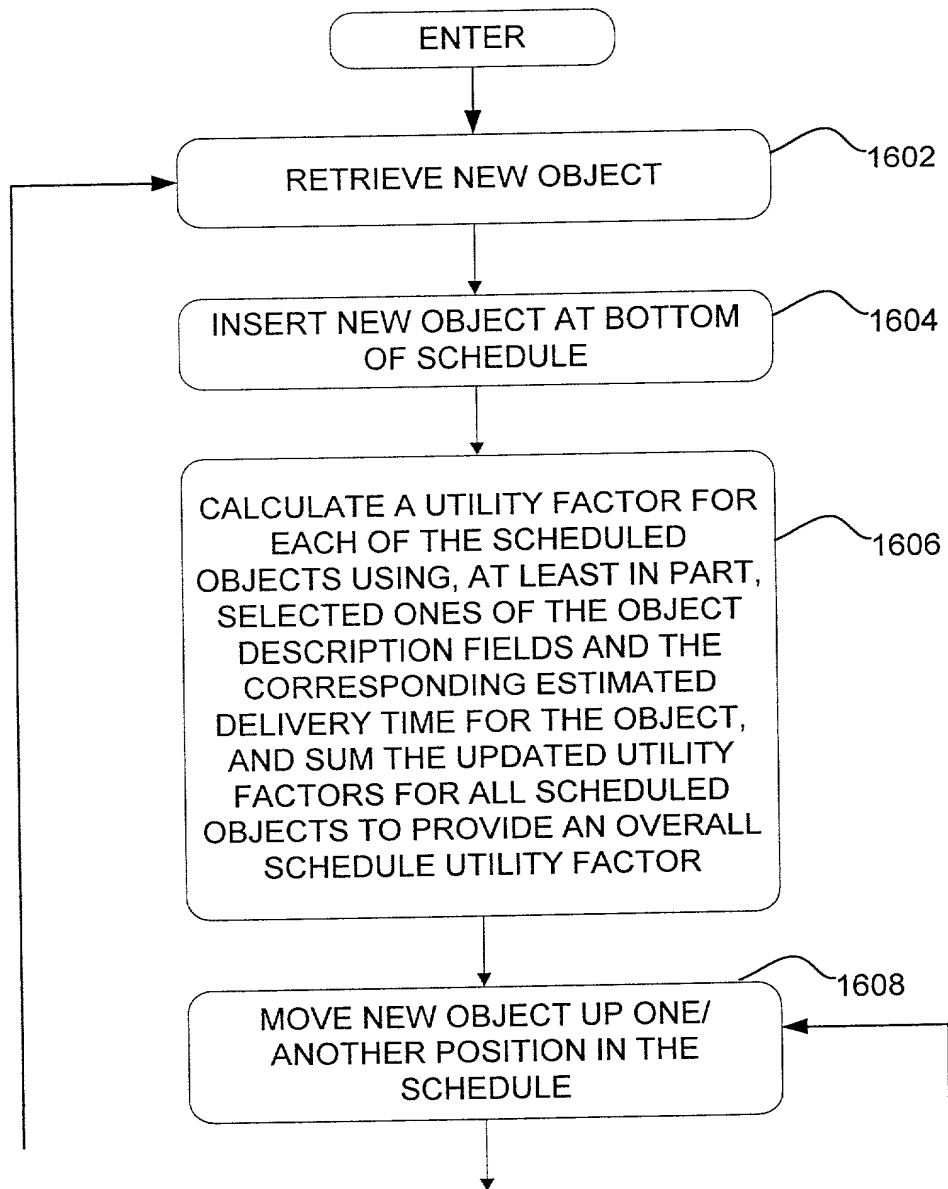 ENTER
RETRIEVE NEW OBJECT
1602
INSERT NEW OBJECT AT BOTTOM
OF SCHEDULE
1604
CALCULATE A UTILITY FACTOR FOR
EACH OF THE SCHEDULED
OBJECTS USING, AT LEAST IN PART,
SELECTED ONES OF THE OBJECT
DESCRIPTION FIELDS AND THE
CORRESPONDING ESTIMATED
DELIVERY TIME FOR THE OBJECT,
AND SUM THE UPDATED UTILITY
FACTORS FOR ALL SCHEDULED
OBJECTS TO PROVIDE AN OVERALL
SCHEDULE UTILITY FACTOR
1606
MOVE NEW OBJECT UP ONE/
ANOTHER POSITION IN THE
SCHEDULE
1608